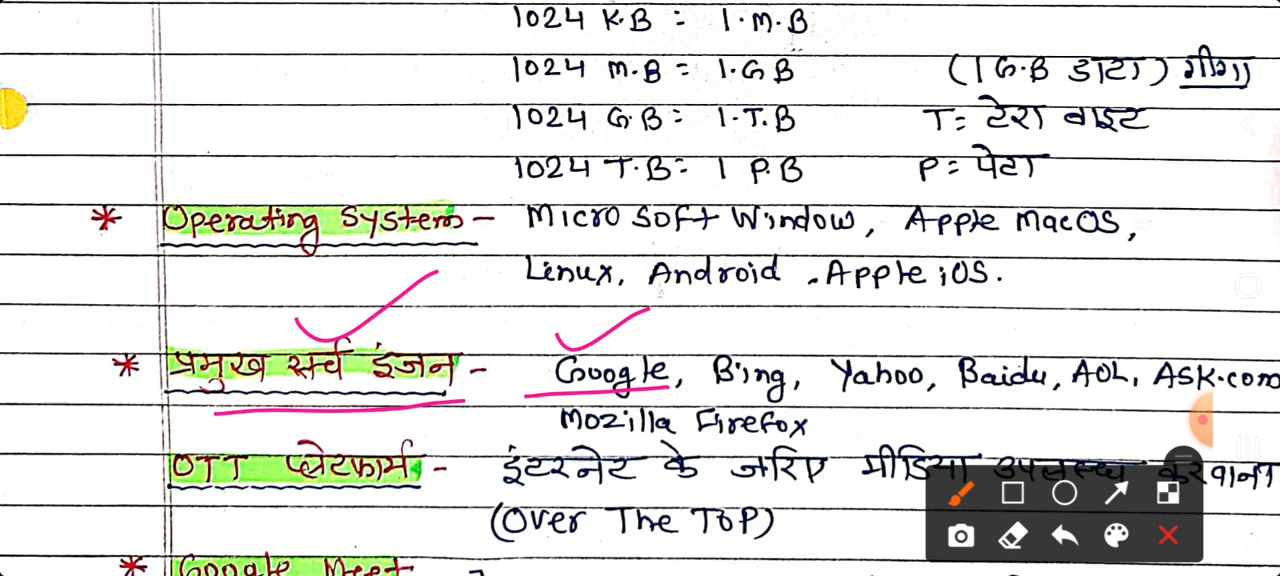 1024 K.B = 1.M.B
1024 M.B = 1.G B (1 G.B डाटा) गीगा
1024 G.B = 1.T.B T= टेरा बाइट
1024 T.B = 1 P.B P= पेटा
* Operating System - Microsoft Window, Apple MacOS,
Linux, Android, Apple iOS.
* प्रमुख सर्च इंजन - Google, Bing, Yahoo, Baidu, AOL, ASK.com
Mozilla Firefox
OTT प्लेटफार्म - इंटरनेट के जरिए मीडिया
(Over The Top)
* Google Meet